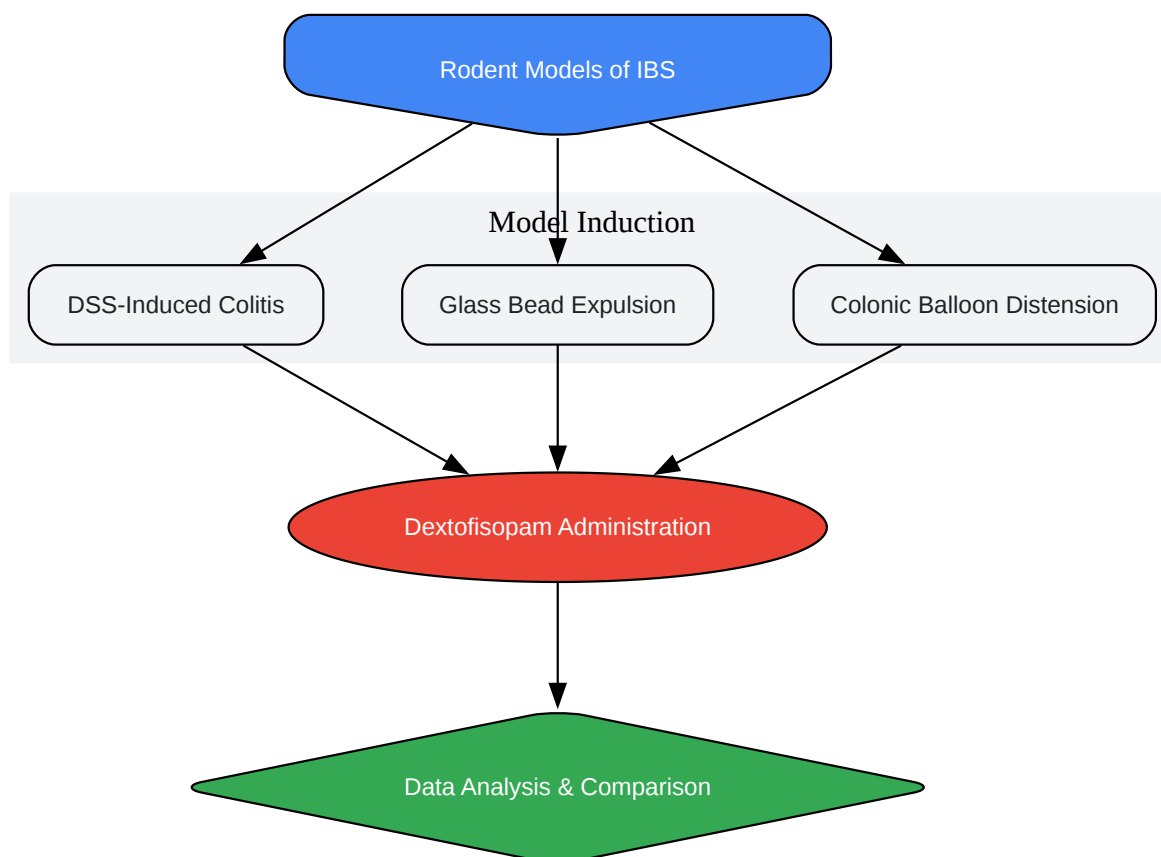 Rodent Models of IBS
Model Induction
DSS-Induced Colitis
Glass Bead Expulsion
Colonic Balloon Distension
Dextofisopam Administration
Data Analysis & Comparison